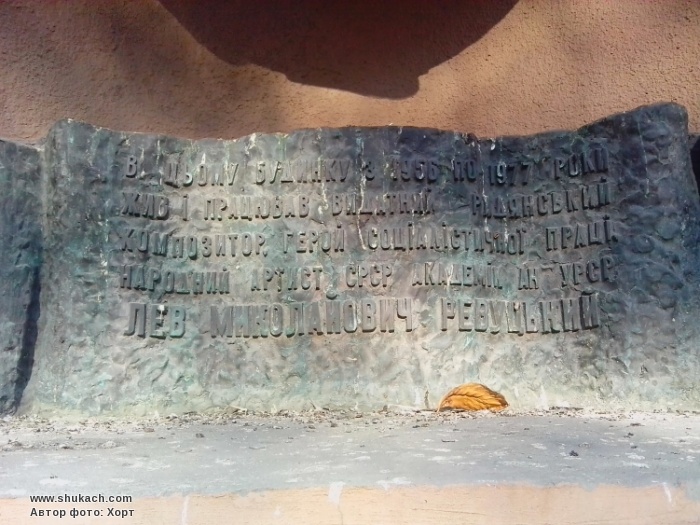 В ЦЬОМУ БУДИНКУ З 1956 ПО 1977 РОКИ
ЖИВ І ПРАЦЮВАВ ВИДАТНИЙ РАДЯНСЬКИЙ
КОМПОЗИТОР, ГЕРОЙ СОЦІАЛІСТИЧНОЇ ПРАЦІ,
НАРОДНИЙ АРТИСТ СРСР АКАДЕМІК АН УРСР
ЛЕВ МИКОЛАЙОВИЧ РЕВУЦЬКИЙ
www.shukach.com
Автор фото: Хорт